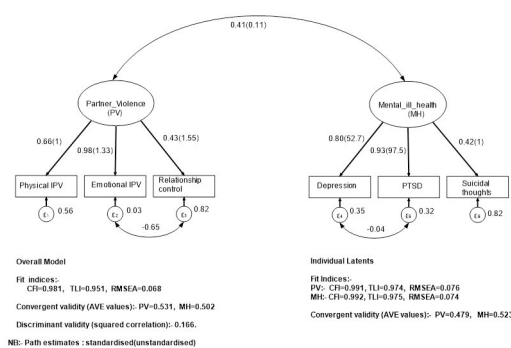 0.41(0.11)
Partner_Violence
(PV)
Mental_ill_health
(MH)
0.66(1)
0.98(1.33)
0.43(1.55)
0.80(52.7)
0.93(97.5)
0.42(1)
Physical IPV
Emotional IPV
Relationship
control
Depression
PTSD
Suicidal
thoughts
ε₁ 0.56
ε₂ 0.03
ε₃ 0.82
0.35
0.32
0.82
-0.65
-0.04
Overall Model
Fit indices:-
CFI=0.981, TLI=0.951, RMSEA=0.068
Convergent validity (AVE values):- PV=0.531, MH=0.502
Discriminant validity (squared correlation):- 0.166.
NB:- Path estimates : standardised(unstandardised)
Individual Latents
Fit Indices:-
PV:- CFI=0.991, TLI=0.974, RMSEA=0.076
MH:- CFI=0.992, TLI=0.975, RMSEA=0.074
Convergent validity (AVE values):- PV=0.479, MH=0.523